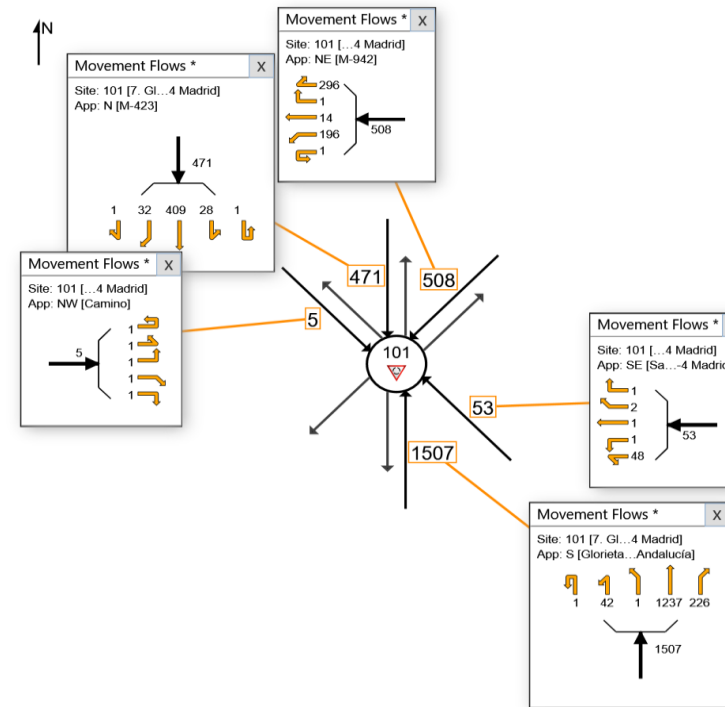 N
Movement Flows * X
Site: 101 [...4 Madrid]
App: NE [M-942]
296
1
14
196
1
508
Movement Flows * X
Site: 101 [7. Gl...4 Madrid]
App: N [M-423]
471
1 32 409 28 1
Movement Flows * X
Site: 101 [...4 Madrid]
App: NW [Camino]
5
1
1
1
1
1
471
508
5
101
53
1507
Movement Flows *
Site: 101 [...4 Madrid]
App: SE [Sa...-4 Madrid
1
2
1
1
48
53
Movement Flows * X
Site: 101 [7. Gl...4 Madrid]
App: S [Glorieta...Andalucía]
1 42 1 1237 226
1507